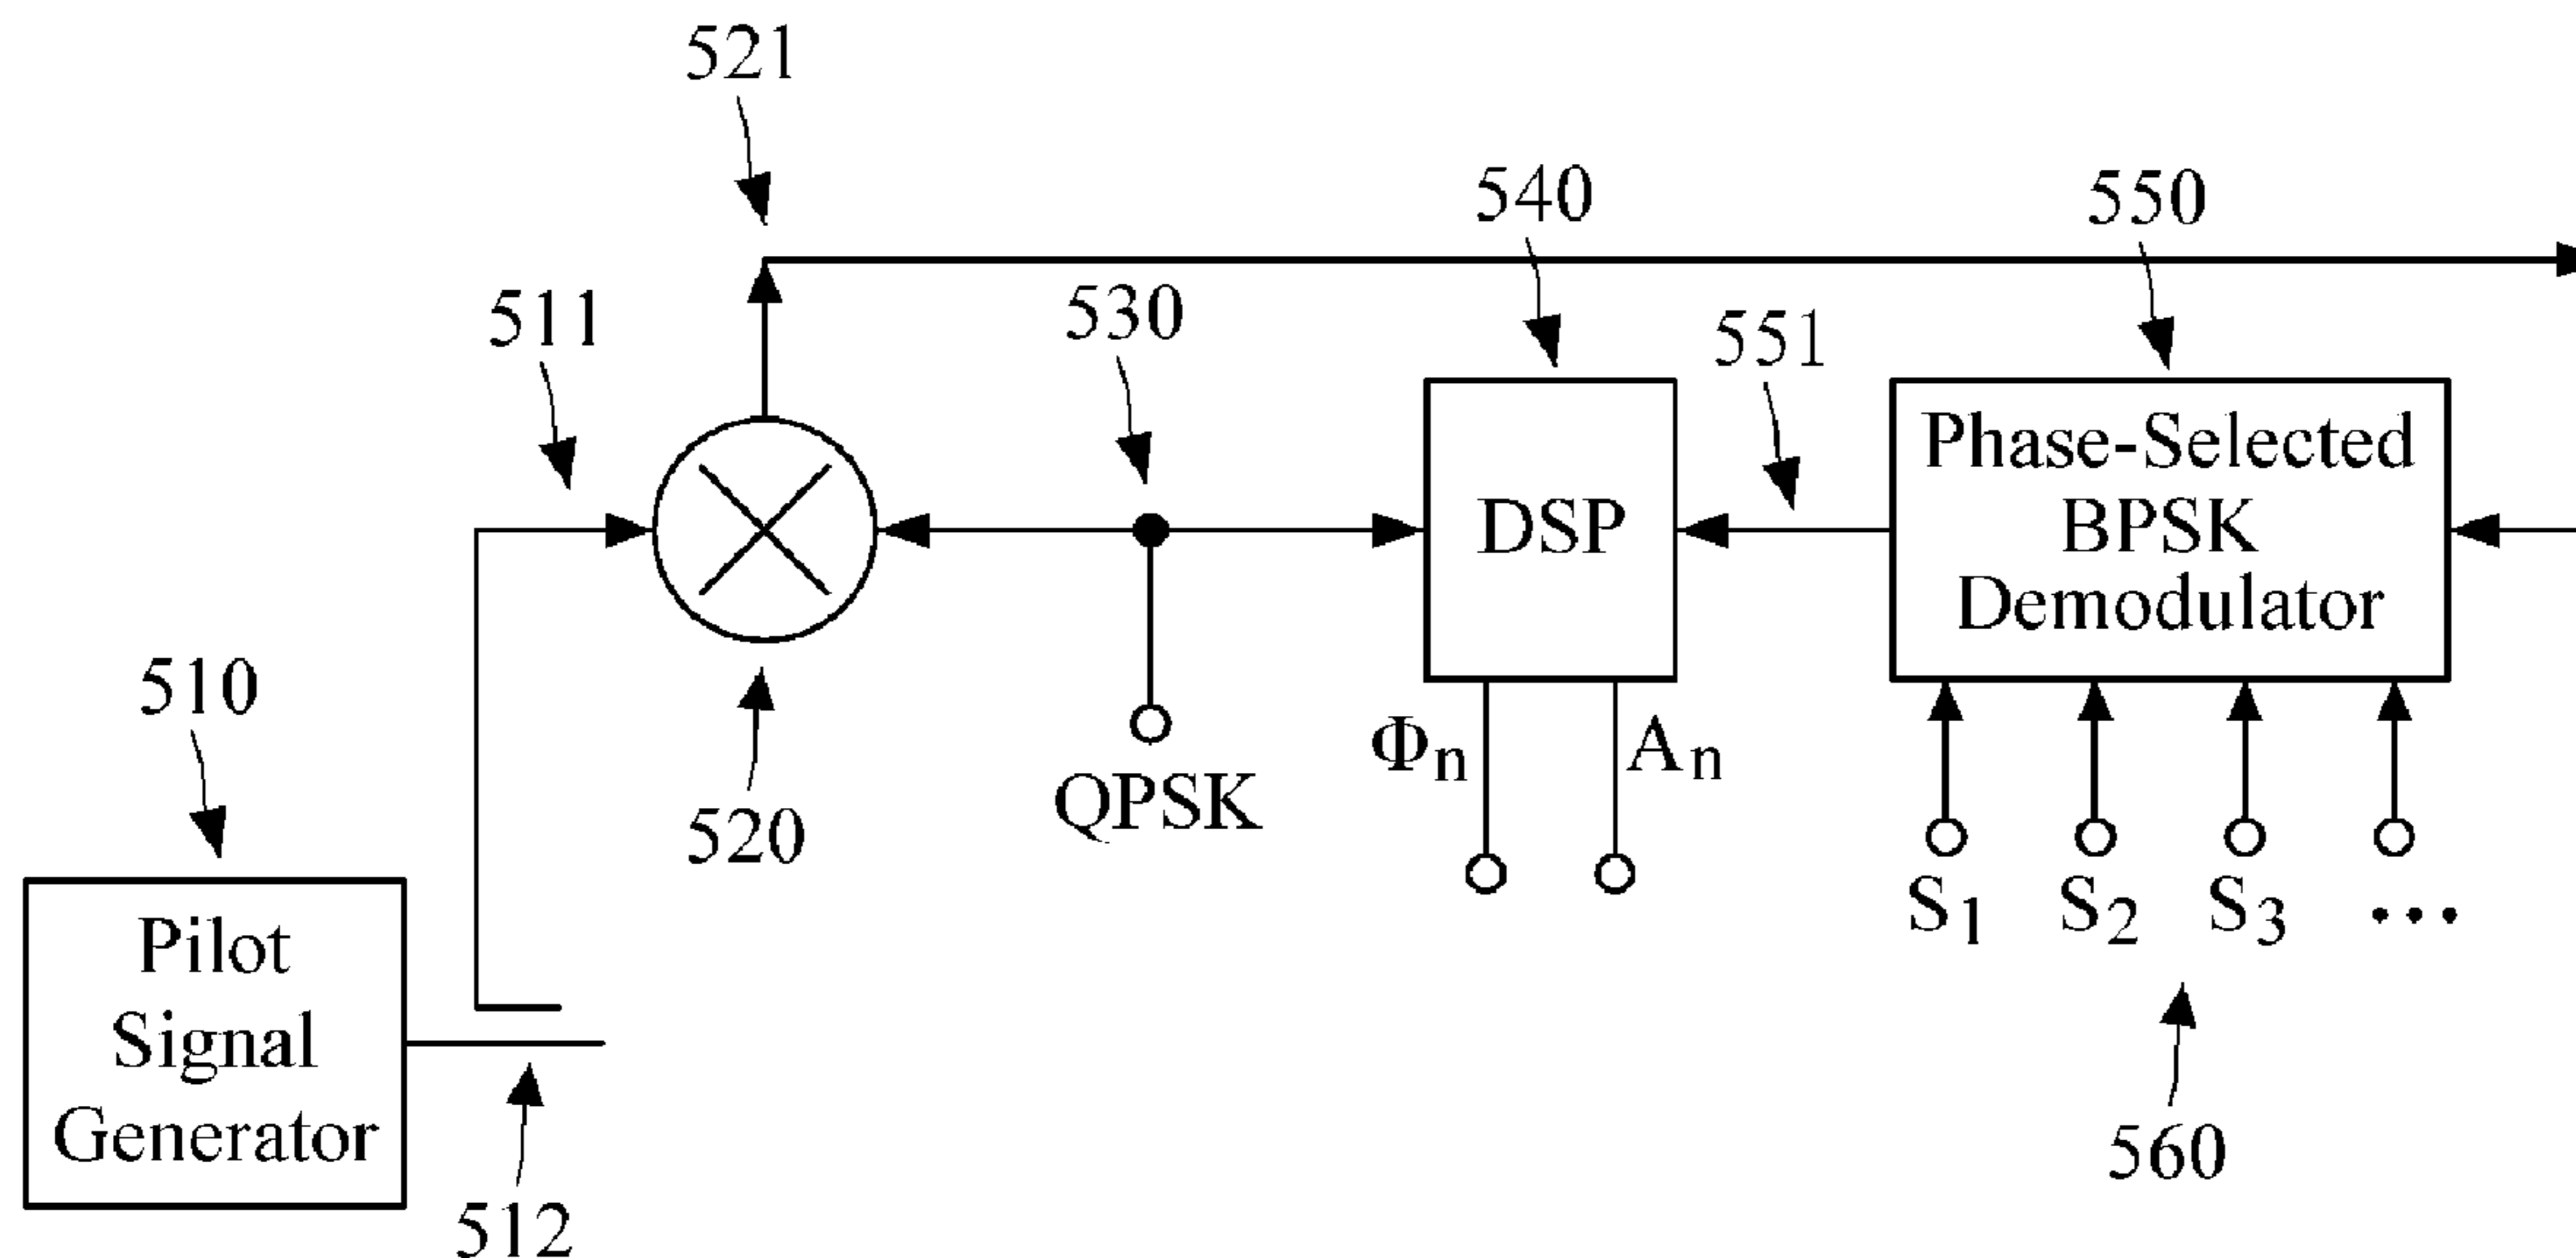 521
540
550
511
530
551
Phase-Selected
BPSK
Demodulator
DSP
510
520
QPSK
Φn
An
S1
S2
S3
...
Pilot
Signal
Generator
512
560